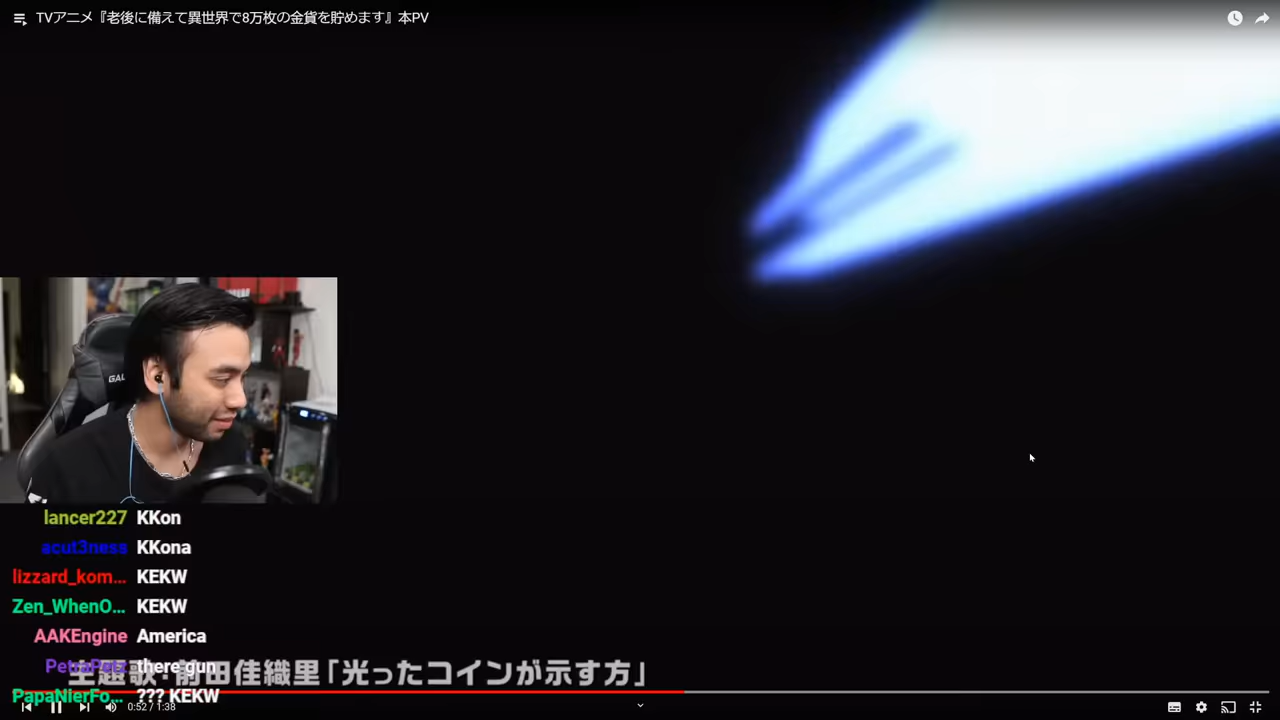 TVアニメ『老後に備えて異世界で8万枚の金貨を貯めます』本PV
GAL
lancer227 KKon
acut3ness KKona
lizzard_kom... KEKW
Zen_WhenO... KEKW
AAKEngine America
PetraPetz there gun
主題歌:前田佳織里「光ったコインが示す方」
PapaNierFo... ??? KEKW
0:52 / 1:38